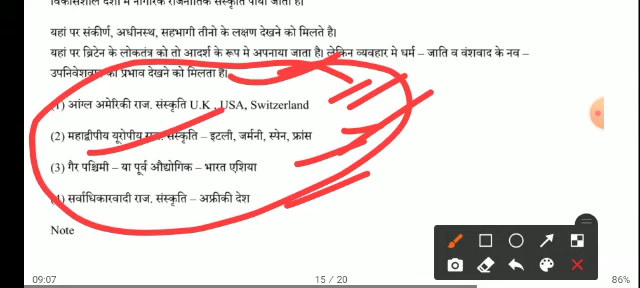 विकासशील देशों में नागरिक राजनीतिक संस्कृति पायी जाती है।
यहां पर संकीर्ण, अधीनस्थ, सहभागी तीनो के लक्षण देखने को मिलते है।
यहां पर ब्रिटेन के लोकतंत्र को तो आदर्श के रूप मे अपनाया जाता है। लेकिन व्यवहार मे धर्म – जाति व वंशवाद के नव –
उपनिवेशवाद का प्रभाव देखने को मिलता है।
(1) आंग्ल अमेरिकी राज. संस्कृति U.K , USA, Switzerland
(2) महाद्वीपीय यूरोपीय राज. संस्कृति – इटली, जर्मनी, स्पेन, फ्रांस
(3) गैर पश्चिमी – या पूर्व औद्योगिक – भारत एशिया
(4) सर्वाधिकारवादी राज. संस्कृति – अफ्रीकी देश
Note
09:07
15 / 20
86%